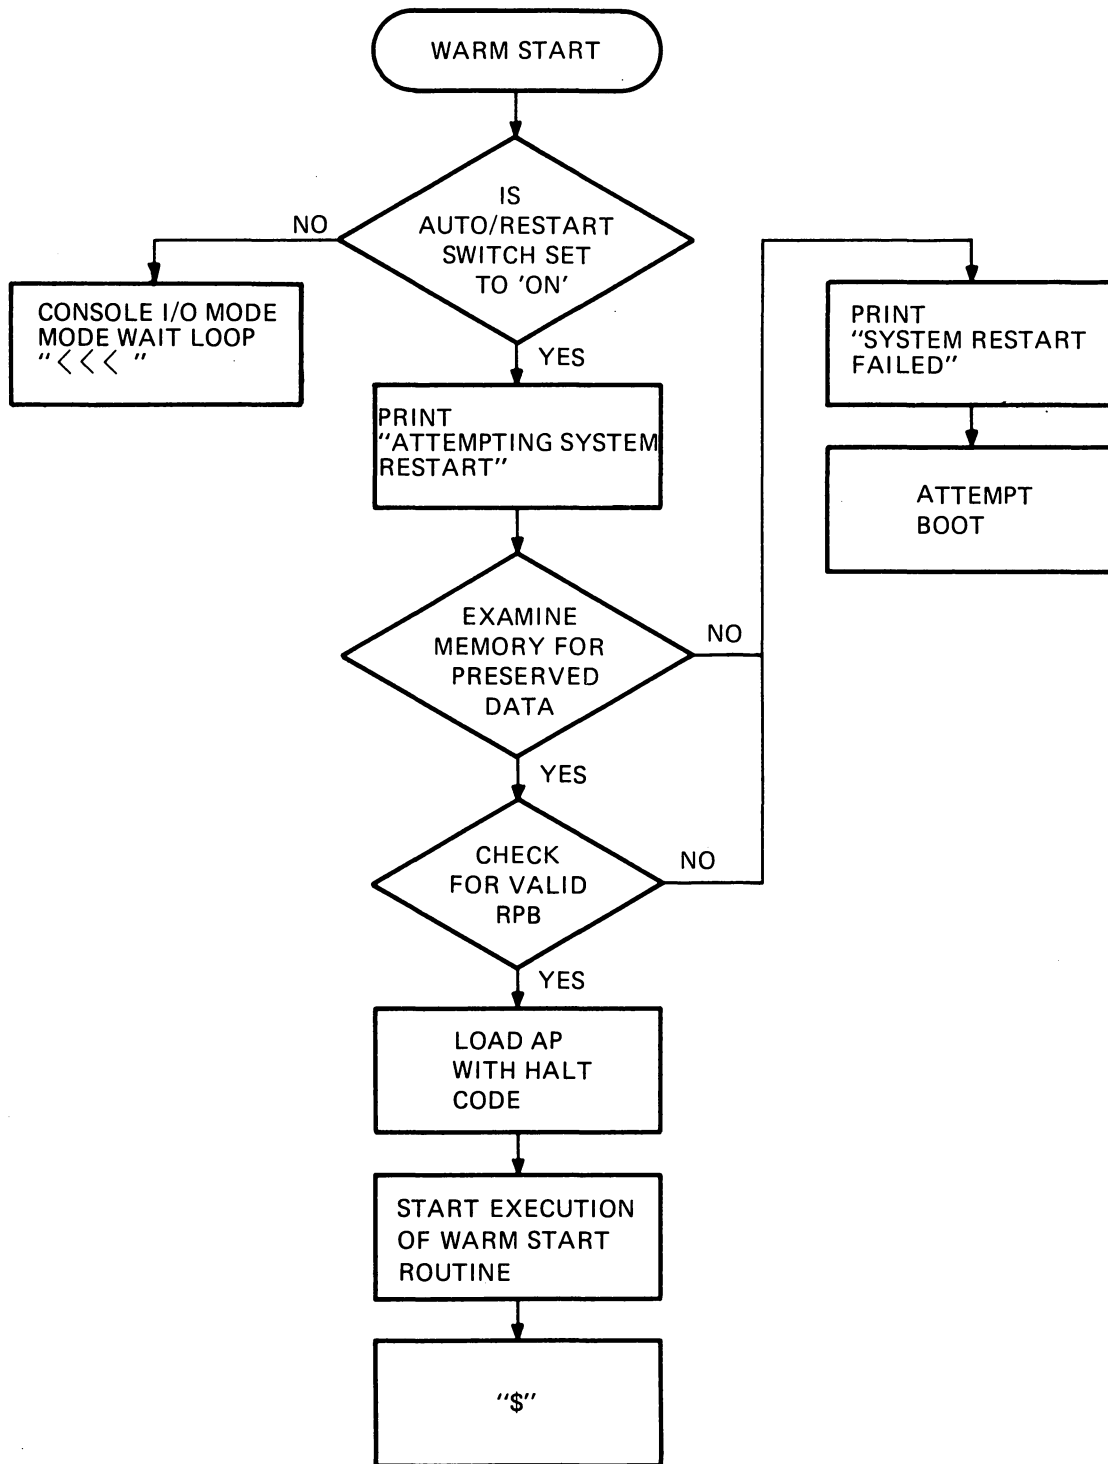 WARM START
IS
AUTO/RESTART
SWITCH SET
TO 'ON'
NO
CONSOLE I/O MODE
MODE WAIT LOOP
"<<< "
YES
PRINT
"ATTEMPTING SYSTEM
RESTART"
PRINT
"SYSTEM RESTART
FAILED"
ATTEMPT
BOOT
EXAMINE
MEMORY FOR
PRESERVED
DATA
NO
YES
CHECK
FOR VALID
RPB
NO
YES
LOAD AP
WITH HALT
CODE
START EXECUTION
OF WARM START
ROUTINE
"$"